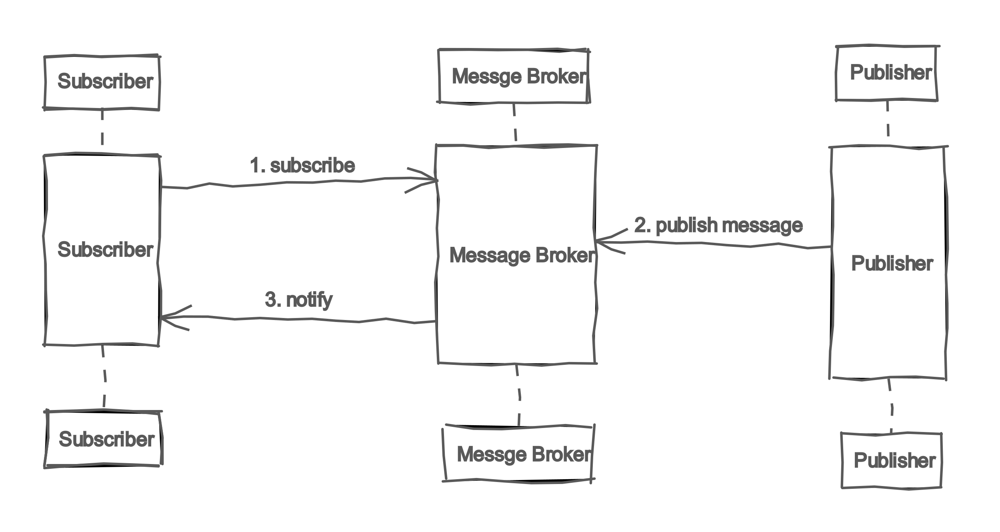 Subscriber
Messge Broker
Publisher
1. subscribe
2. publish message
Subscriber
Message Broker
Publisher
3. notify
Subscriber
Messge Broker
Publisher